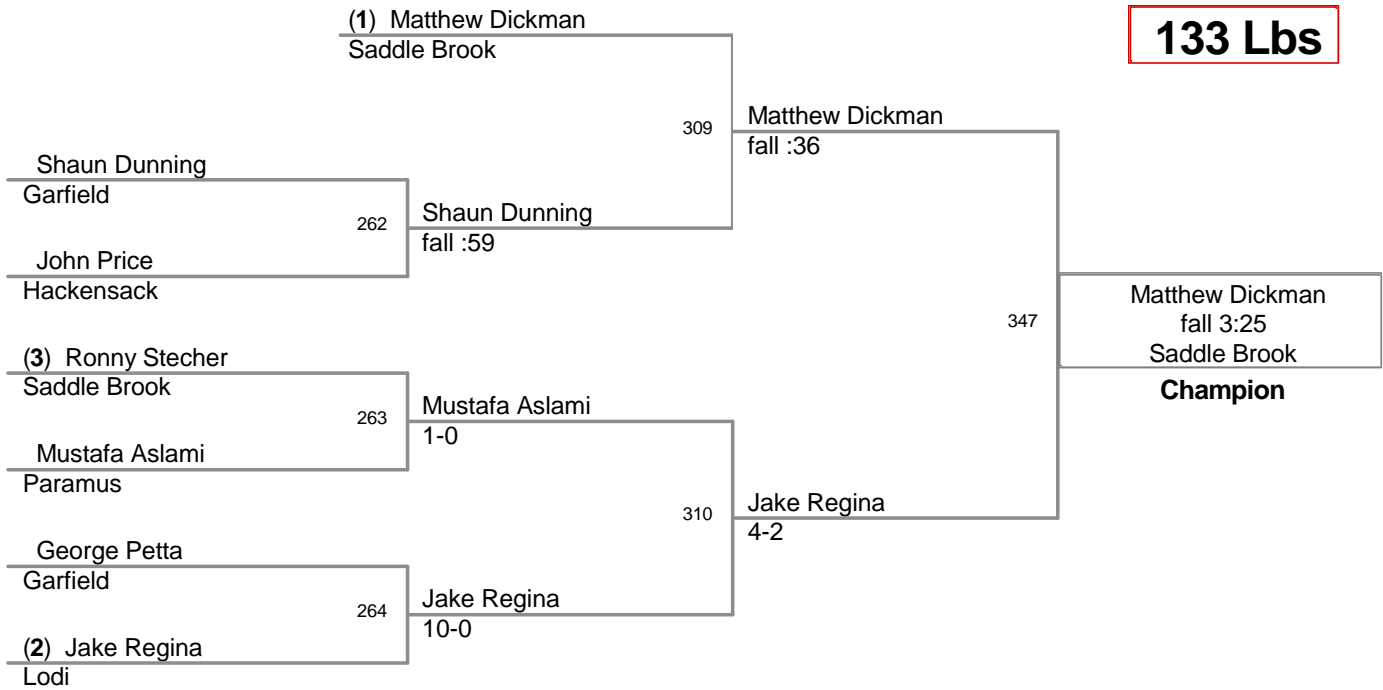 (1) Matthew Dickman
Saddle Brook
133 Lbs
309
Matthew Dickman
fall :36
Shaun Dunning
Garfield
262
Shaun Dunning
fall :59
John Price
Hackensack
347
Matthew Dickman
fall 3:25
Saddle Brook
Champion
(3) Ronny Stecher
Saddle Brook
263
Mustafa Aslami
1-0
Mustafa Aslami
Paramus
310
Jake Regina
4-2
George Petta
Garfield
264
Jake Regina
10-0
(2) Jake Regina
Lodi